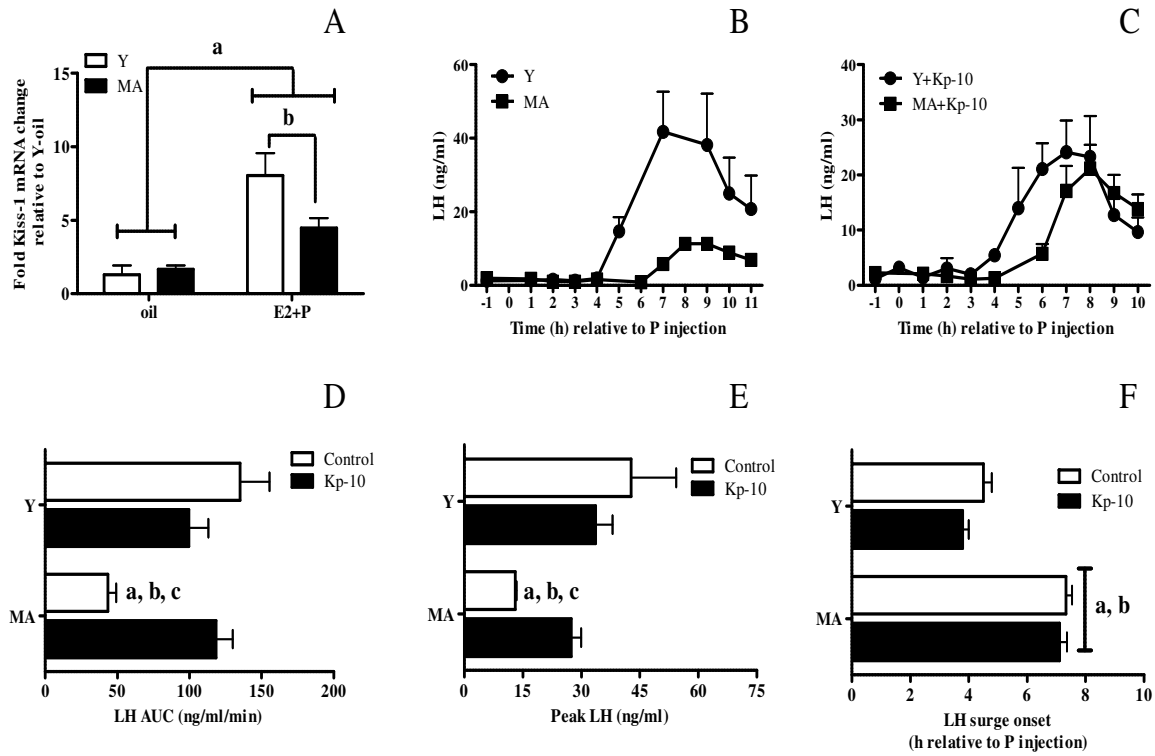 A
Fold Kiss-1 mRNA change
relative to Y-oil
Y
MA
a
b
15
10
5
0
oil
E2+P
B
LH (ng/ml)
Y
MA
60
40
20
0
-1 0 1 2 3 4 5 6 7 8 9 10 11
Time (h) relative to P injection
C
LH (ng/ml)
Y+Kp-10
MA+Kp-10
40
30
20
10
0
-1 0 1 2 3 4 5 6 7 8 9 10
Time (h) relative to P injection
D
Control
Kp-10
Y
MA
a, b, c
0 50 100 150 200
LH AUC (ng/ml/min)
E
Control
Kp-10
Y
MA
a, b, c
0 15 30 45 60 75
Peak LH (ng/ml)
F
Control
Kp-10
Y
MA
a, b
0 2 4 6 8 10
LH surge onset
(h relative to P injection)